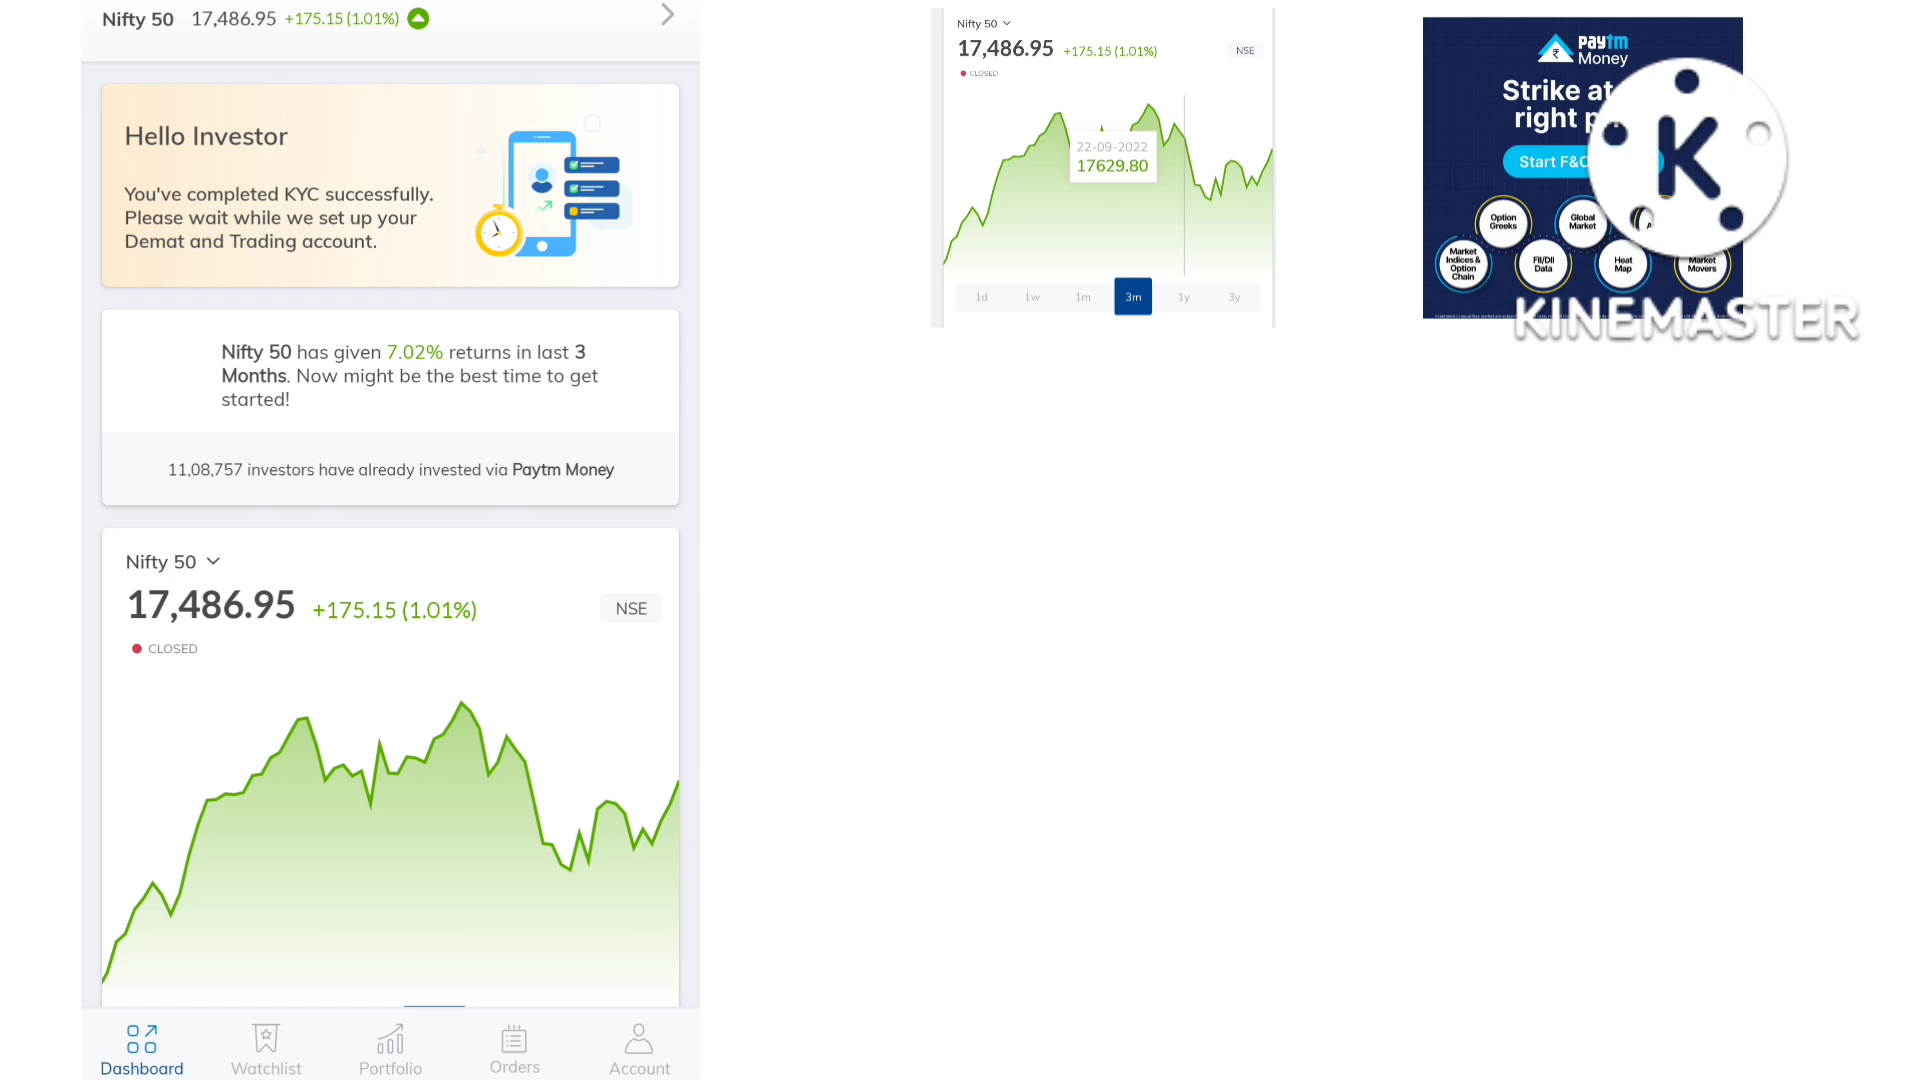 Nifty 50 17,486.95 +175.15 (1.01%)
Hello Investor
You've completed KYC successfully.
Please wait while we set up your
Demat and Trading account.
Nifty 50 has given 7.02% returns in last 3
Months. Now might be the best time to get
started!
11,08,757 investors have already invested via Paytm Money
Nifty 50
17,486.95 +175.15 (1.01%)
NSE
CLOSED
Dashboard
Watchlist
Portfolio
Orders
Account
Nifty 50
17,486.95 +175.15 (1.01%)
NSE
CLOSED
22-09-2022
17629.80
1d 1w 1m 3m 1y 3y
paytm
Money
Strike at
right
Start F&O
Option
Greeks
Global
Market
Market
Indices &
Option
Chain
FII/DII
Data
Heat
Map
Market
Movers
K
KINEMASTER